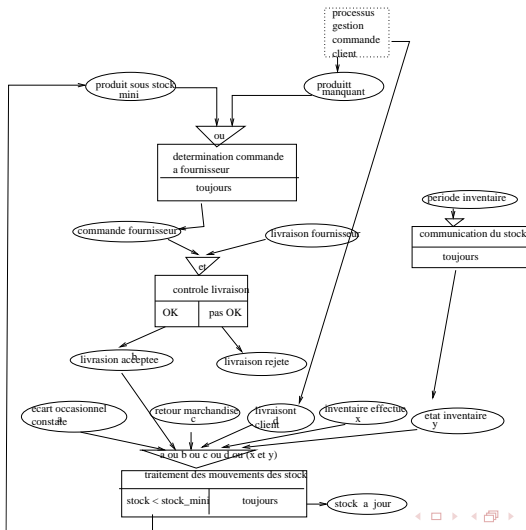 processus
gestion
commande
client
produit sous stock
mini
produitt
manquant
ou
determination commande
a fournisseur
toujours
periode inventaire
commande fournisseur
livraison fournisseur
communication du stock
toujours
et
controle livraison
OK
pas OK
livrasion acceptee
b
livraison rejete
ecart occasionnel
constate
a
retour marchandise
c
livraisont
client
d
inventaire effectue
x
etat inventaire
y
a ou b ou c ou d ou (x et y)
traitement des mouvements des stock
stock < stock_mini
toujours
stock a jour